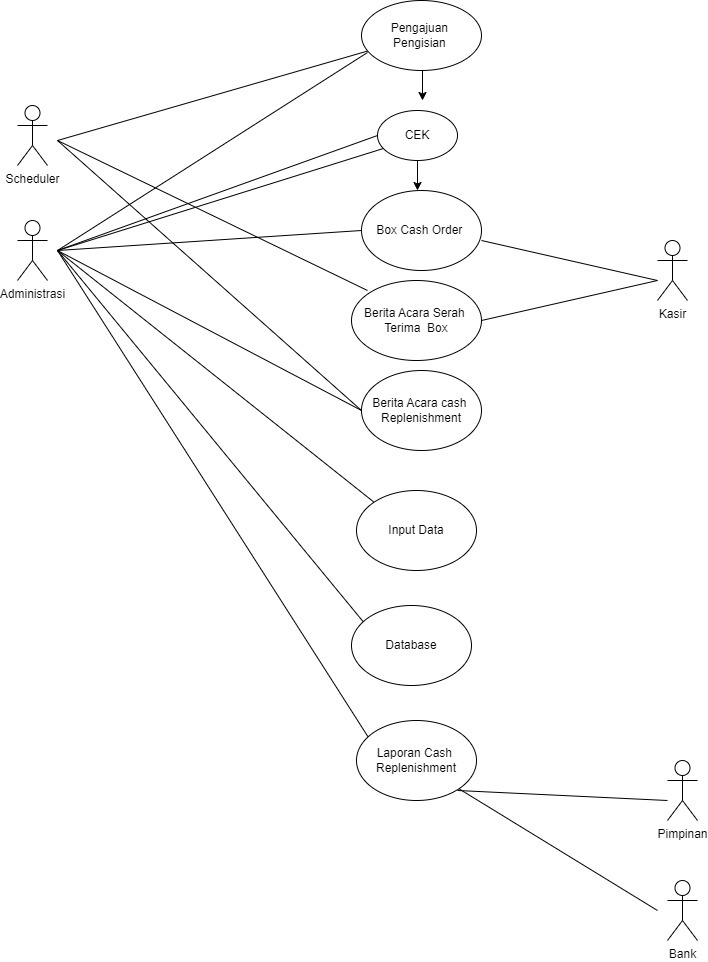 Pengajuan
Pengisian
CEK
Scheduler
Box Cash Order
Administrasi
Kasir
Berita Acara Serah
Terima Box
Berita Acara cash
Replenishment
Input Data
Database
Laporan Cash
Replenishment
Pimpinan
Bank